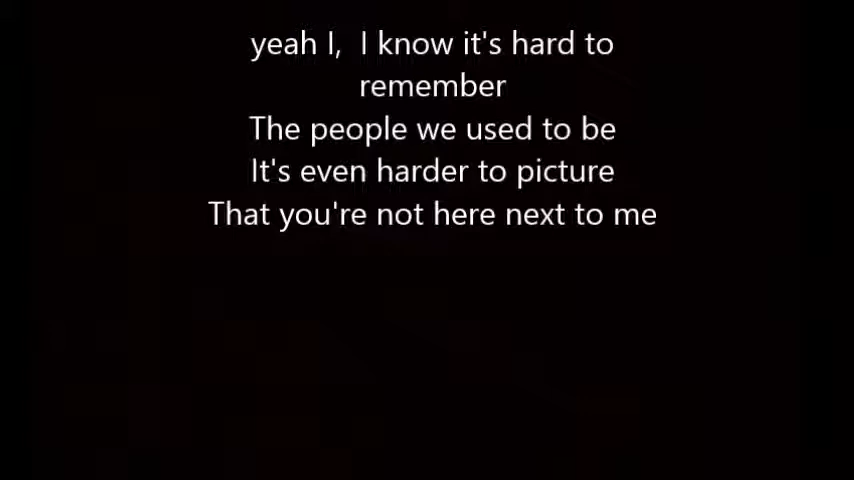 yeah I,  I know it's hard to
remember
The people we used to be
It's even harder to picture
That you're not here next to me